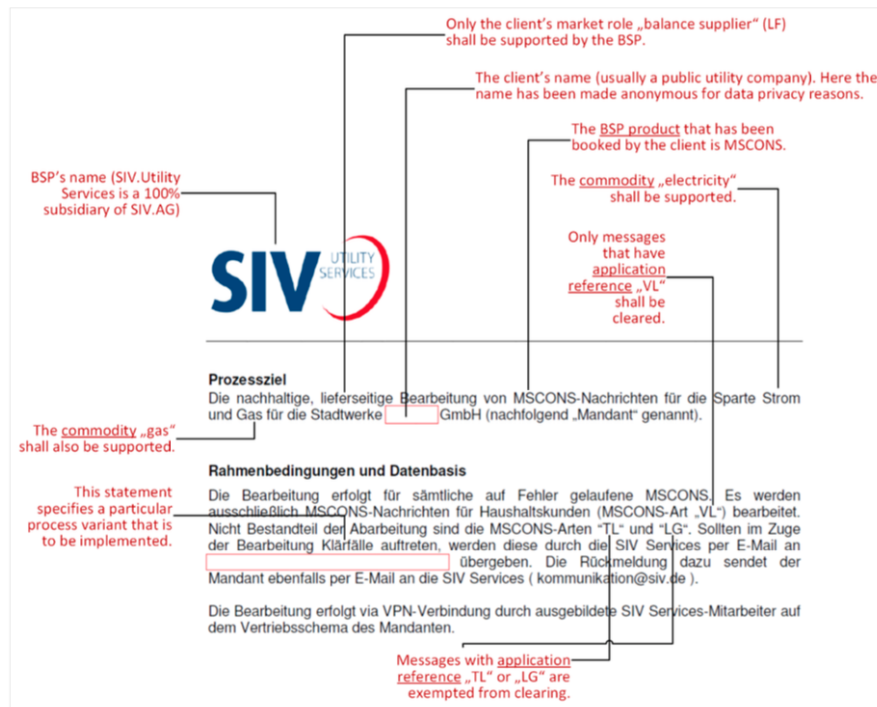 Only the client's market role „balance supplier“ (LF)
shall be supported by the BSP.
The client's name (usually a public utility company). Here the
name has been made anonymous for data privacy reasons.
The BSP product that has been
booked by the client is MSCONS.
BSP's name (SIV.Utility
Services is a 100%
subsidiary of SIV.AG)
The commodity „electricity“
shall be supported.
Only messages
that have
application
reference „VL“
shall be
cleared.
SIV UTILITY
SERVICES
Prozessziel
Die nachhaltige, lieferseitige Bearbeitung von MSCONS-Nachrichten für die Sparte Strom
und Gas für die Stadtwerke GmbH (nachfolgend „Mandant“ genannt).
The commodity „gas“
shall also be supported.
Rahmenbedingungen und Datenbasis
This statement
specifies a particular
process variant that is
to be implemented.
Die Bearbeitung erfolgt für sämtliche auf Fehler gelaufene MSCONS. Es werden
ausschließlich MSCONS-Nachrichten für Haushaltskunden (MSCONS-Art „VL“) bearbeitet.
Nicht Bestandteil der Abarbeitung sind die MSCONS-Arten "TL" und "LG". Sollten im Zuge
der Bearbeitung Klärfälle auftreten, werden diese durch die SIV Services per E-Mail an
übergeben. Die Rückmeldung dazu sendet der
Mandant ebenfalls per E-Mail an die SIV Services ( kommunikation@siv.de ).
Die Bearbeitung erfolgt via VPN-Verbindung durch ausgebildete SIV Services-Mitarbeiter auf
dem Vertriebsschema des Mandanten.
Messages with application
reference „TL“ or „LG“ are
exempted from clearing.